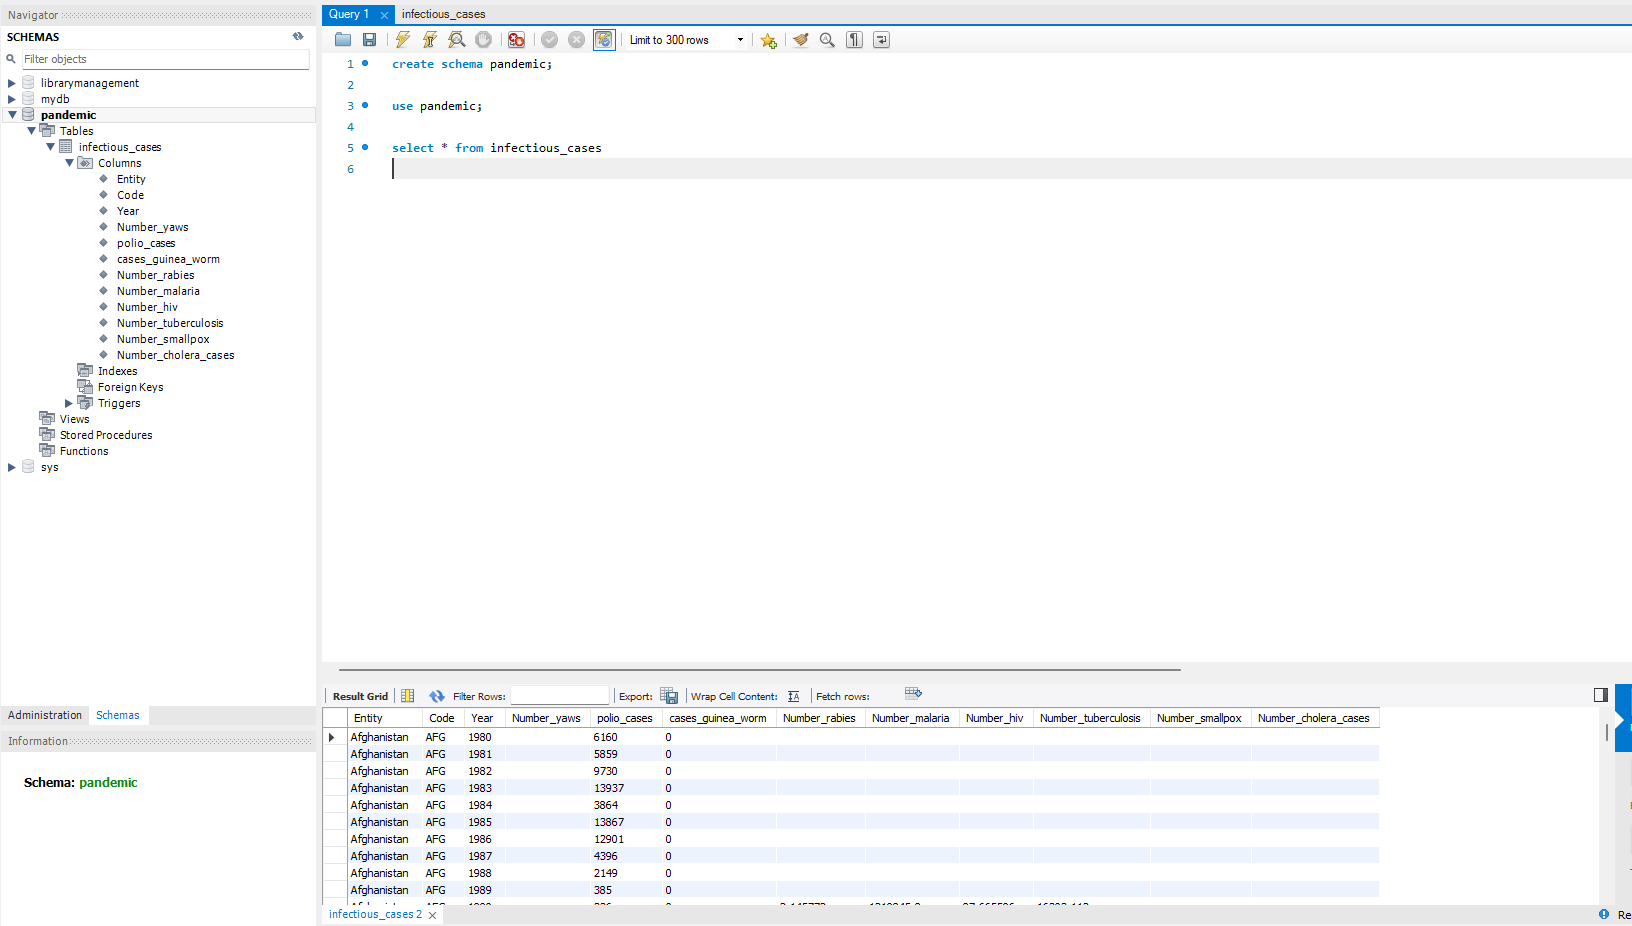 Navigator
SCHEMAS
Filter objects
librarymanagement
mydb
pandemic
Tables
infectious_cases
Columns
Entity
Code
Year
Number_yaws
polio_cases
cases_guinea_worm
Number_rabies
Number_malaria
Number_hiv
Number_tuberculosis
Number_smallpox
Number_cholera_cases
Indexes
Foreign Keys
Triggers
Views
Stored Procedures
Functions
sys
Administration Schemas
Information
Schema: pandemic
Query 1 infectious_cases
Limit to 300 rows
1 create schema pandemic;
2
3 use pandemic;
4
5 select * from infectious_cases
6
Result Grid Filter Rows: Export: Wrap Cell Content: Fetch rows:
Entity Code Year Number_yaws polio_cases cases_guinea_worm Number_rabies Number_malaria Number_hiv Number_tuberculosis Number_smallpox Number_cholera_cases
Afghanistan AFG 1980 6160 0
Afghanistan AFG 1981 5859 0
Afghanistan AFG 1982 9730 0
Afghanistan AFG 1983 13937 0
Afghanistan AFG 1984 3864 0
Afghanistan AFG 1985 13867 0
Afghanistan AFG 1986 12901 0
Afghanistan AFG 1987 4396 0
Afghanistan AFG 1988 2149 0
Afghanistan AFG 1989 385 0
infectious_cases 2
Re